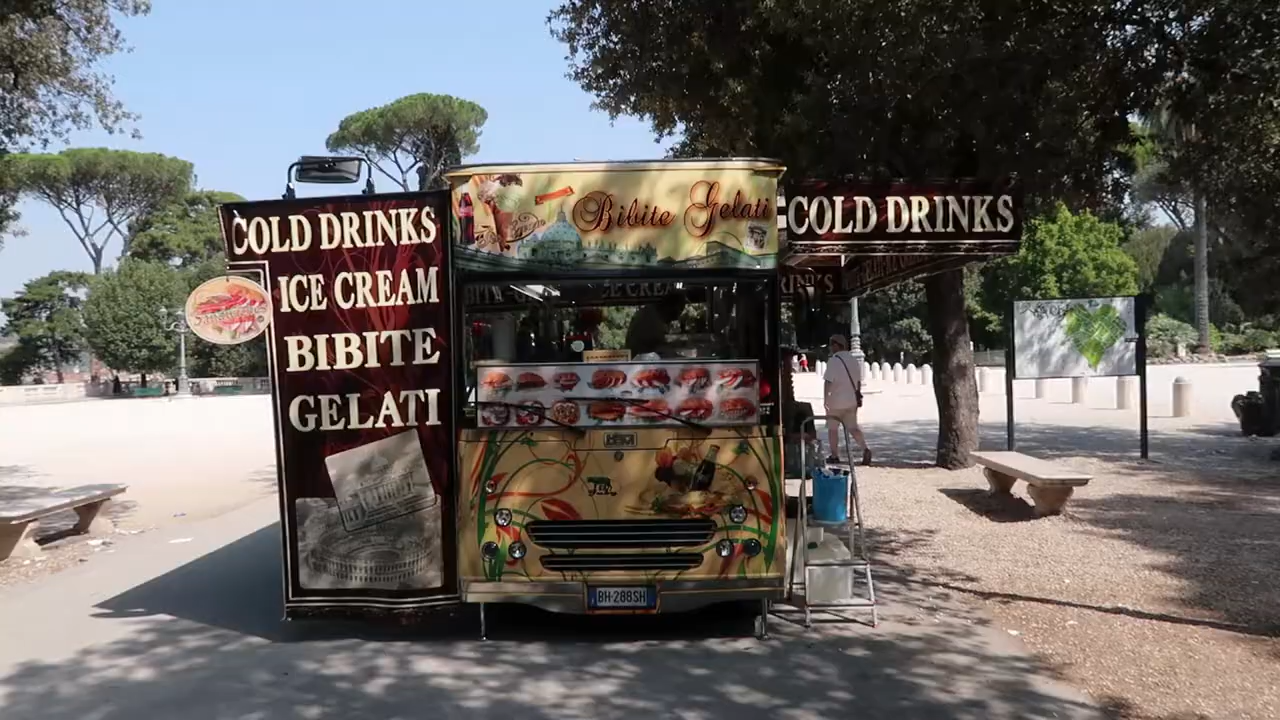 COLD DRINKS
ICE CREAM
BIBITE
GELATI
Bibite Gelati
COLD DRINKS
BH·288SH